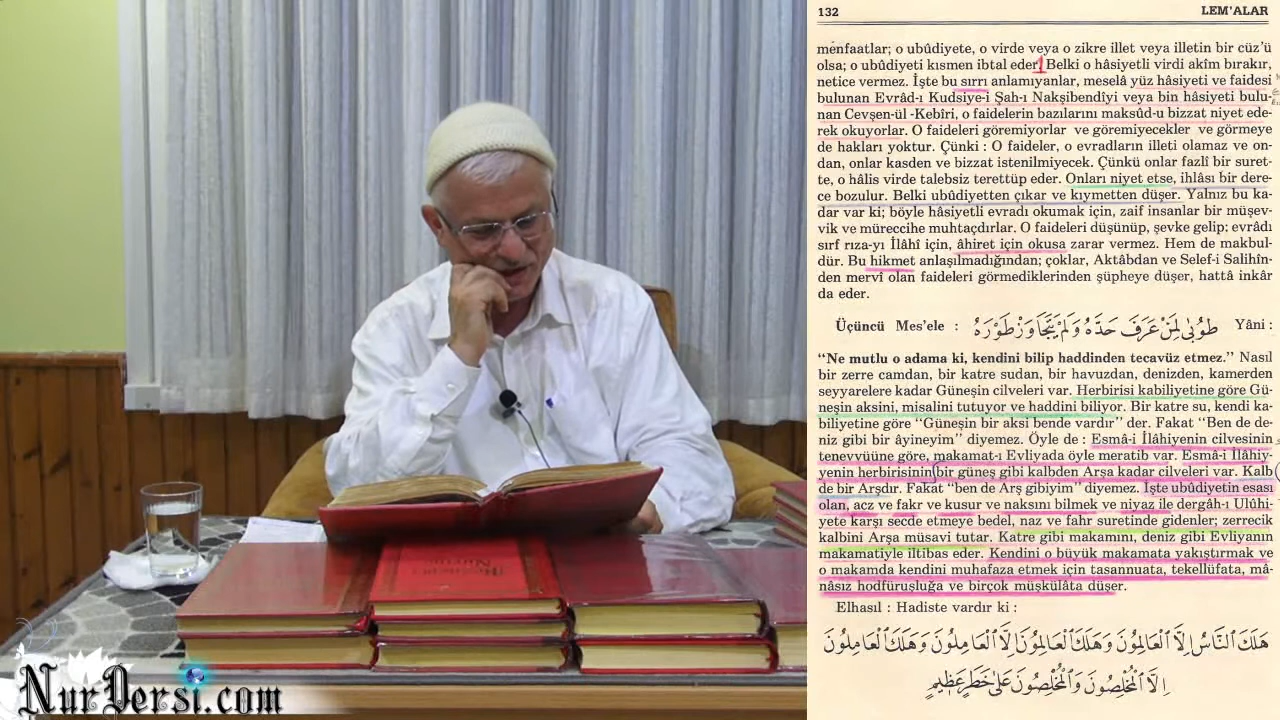 132 LEM'ALAR
menfaatlar; o ubûdiyete, o virde veya o zikre illet veya illetin bir cüz'ü
olsa; o ubûdiyeti kısmen ibtal eder. Belki o hâsiyetli virdi akîm bırakır,
netice vermez. İşte bu sırrı anlamıyanlar, meselâ yüz hâsiyeti ve faidesi
bulunan Evrâd-ı Kudsiye-i Şah-ı Nakşibendîyi veya bin hâsiyeti bulu-
nan Cevşen-ül -Kebîri, o faidelerin bazılarını maksûd-u bizzat niyet ede-
rek okuyorlar. O faideleri göremiyorlar ve göremiyecekler ve görmeye
de hakları yoktur. Çünki : O faideler, o evradların illeti olamaz ve on-
dan, onlar kasden ve bizzat istenilmiyecek. Çünkü onlar fazlî bir suret-
te, o hâlis virde talebsiz terettüp eder. Onları niyet etse, ihlâsı bir dere-
ce bozulur. Belki ubûdiyetten çıkar ve kıymetten düşer. Yalnız bu ka-
dar var ki; böyle hâsiyetli evradı okumak için, zaif insanlar bir müşev-
vik ve müreccihe muhtaçdırlar. O faideleri düşünüp, şevke gelip; evrâdı
sırf rıza-yı İlâhî için, âhiret için okusa zarar vermez. Hem de makbul-
dür. Bu hikmet anlaşılmadığından; çoklar, Aktâbdan ve Selef-i Salihîn-
den mervî olan faideleri görmediklerinden şüpheye düşer, hattâ inkâr
da eder.
Üçüncü Mes'ele : طُوبٰى لِمَنْ عَرَفَ حَدَّهُ وَلَمْ يَتَجَاوَزْ طَوْرَهُ Yâni :
"Ne mutlu o adama ki, kendini bilip haddinden tecavüz etmez." Nasıl
bir zerre camdan, bir katre sudan, bir havuzdan, denizden, kamerden
seyyarelere kadar Güneşin cilveleri var. Herbirisi kabiliyetine göre Gü-
neşin aksini, misalini tutuyor ve haddini biliyor. Bir katre su, kendi ka-
biliyetine göre "Güneşin bir aksi bende vardır" der. Fakat "Ben de de-
niz gibi bir âyineyim" diyemez. Öyle de : Esmâ-i İlâhiyenin cilvesinin
tenevvüüne göre, makamat-ı Evliyada öyle meratib var. Esmâ-i İlâhiy-
yenin herbirisinin bir güneş gibi kalbden Arşa kadar cilveleri var. Kalb
de bir Arşdır. Fakat "ben de Arş gibiyim" diyemez. İşte ubûdiyetin esası
olan, acz ve fakr ve kusur ve naksını bilmek ve niyaz ile dergâh-ı Ulûhi-
yete karşı secde etmeye bedel, naz ve fahr suretinde gidenler; zerrecik
kalbini Arşa müsavi tutar. Katre gibi makamını, deniz gibi Evliyanın
makamatiyle iltibas eder. Kendini o büyük makamata yakıştırmak ve
o makamda kendini muhafaza etmek için tasannuata, tekellüfata, mâ-
nâsız hodfüruşluğa ve birçok müşkülâta düşer.
Elhasıl : Hadiste vardır ki :
هَلَكَ النَّاسُ اِلَّا الْعَالِمُونَ وَهَلَكَ الْعَالِمُونَ اِلَّا الْعَامِلُونَ وَهَلَكَ الْعَامِلُونَ
اِلَّا الْمُخْلِصُونَ وَالْمُخْلِصُونَ عَلٰى خَطَرٍ عَظِيمٍ
NurDersi.com